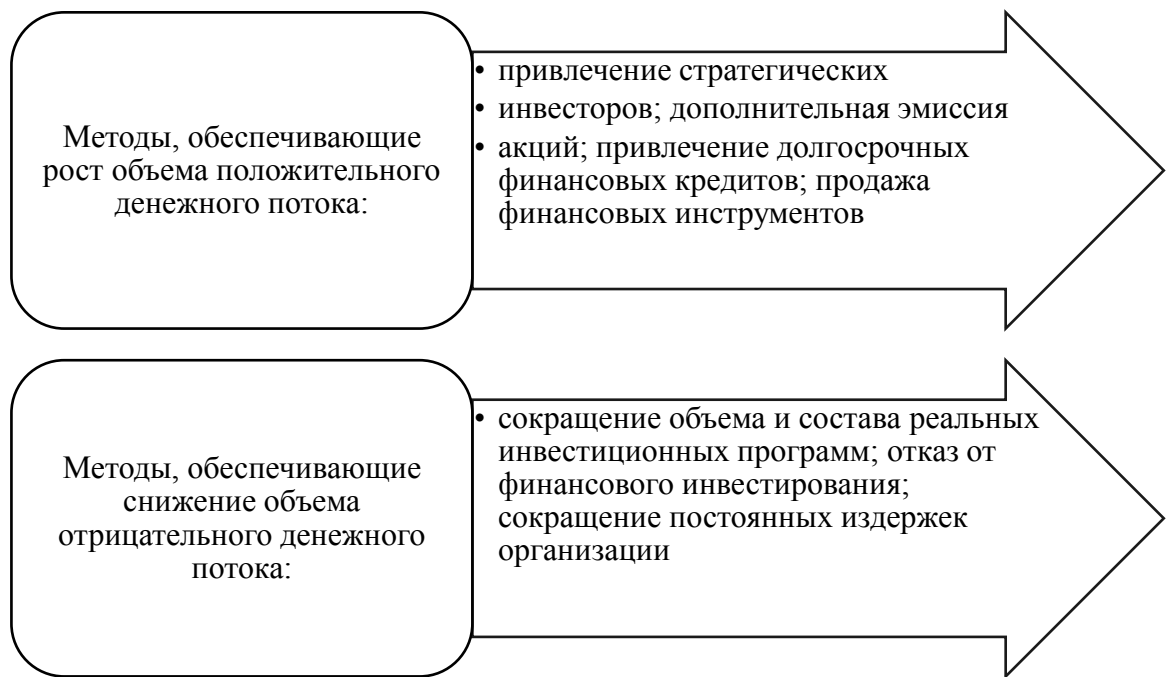 Методы, обеспечивающие
рост объема положительного
денежного потока:
• привлечение стратегических
• инвесторов; дополнительная эмиссия
• акций; привлечение долгосрочных
финансовых кредитов; продажа
финансовых инструментов
Методы, обеспечивающие
снижение объема
отрицательного денежного
потока:
• сокращение объема и состава реальных
инвестиционных программ; отказ от
финансового инвестирования;
сокращение постоянных издержек
организации